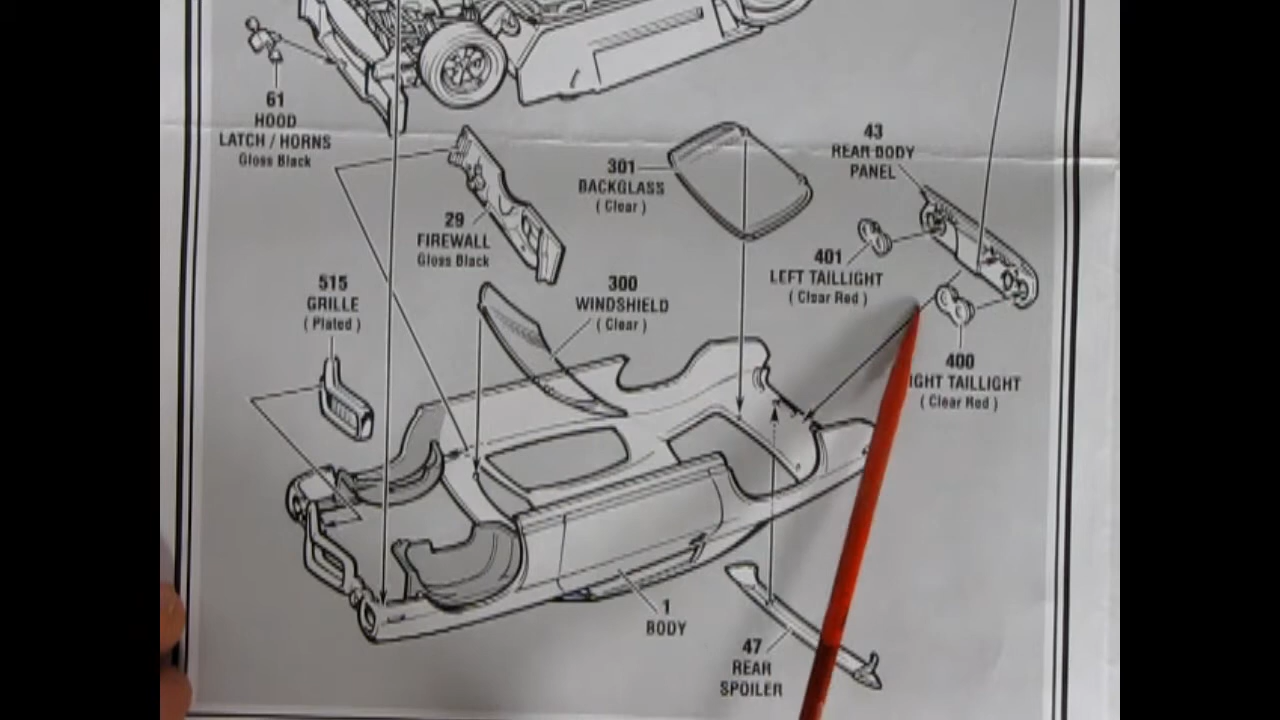 61
HOOD
LATCH / HORNS
Gloss Black
43
REAR BODY
PANEL
301
BACKGLASS
( Clear )
29
FIREWALL
Gloss Black
401
LEFT TAILLIGHT
( Clear Red )
515
GRILLE
( Plated )
300
WINDSHIELD
( Clear )
400
IGHT TAILLIGHT
( Clear Red )
1
BODY
47
REAR
SPOILER